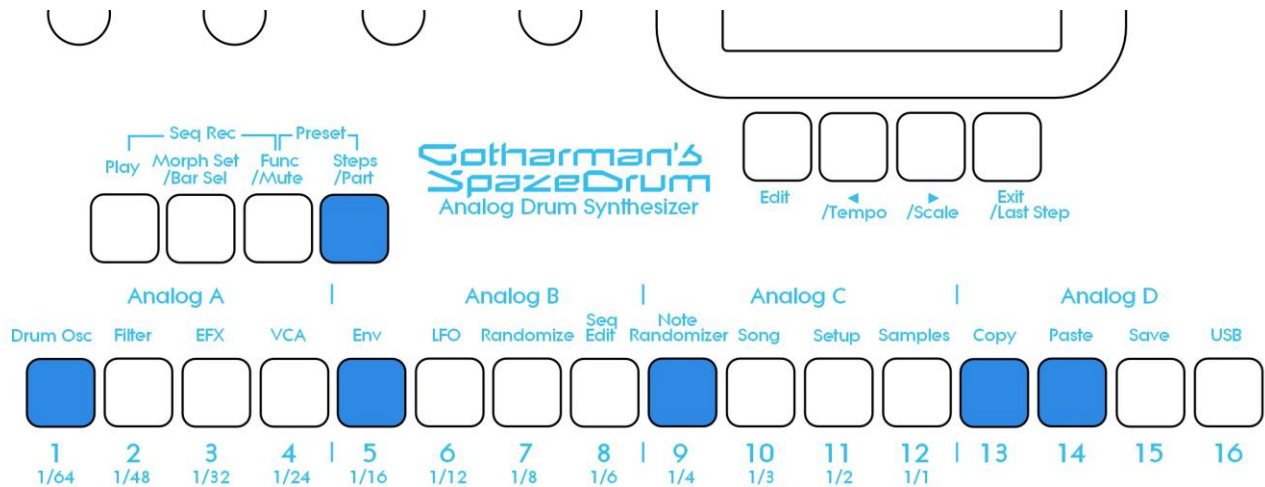 Seq Rec Preset
Play Morph Set /Bar Sel Func /Mute Steps /Part
Gotharman's
SpazeDrum
Analog Drum Synthesizer
Edit ◄ /Tempo ► /Scale Exit /Last Step
Analog A | Analog B | Analog C | Analog D
Drum Osc Filter EFX VCA Env LFO Randomize Seq Edit Note Randomizer Song Setup Samples Copy Paste Save USB
1 2 3 4 | 5 6 7 8 | 9 10 11 12 | 13 14 15 16
1/64 1/48 1/32 1/24 1/16 1/12 1/8 1/6 1/4 1/3 1/2 1/1